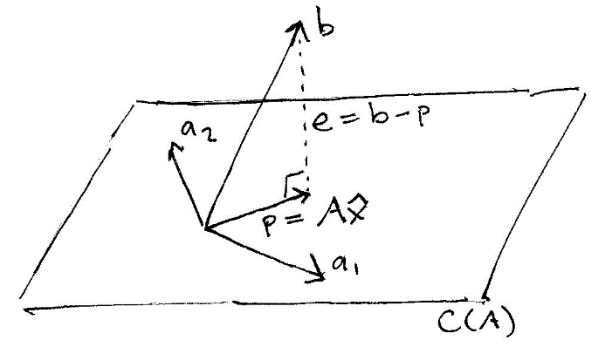 b
a₂
e = b-p
p = Ax̂
a₁
C(A)